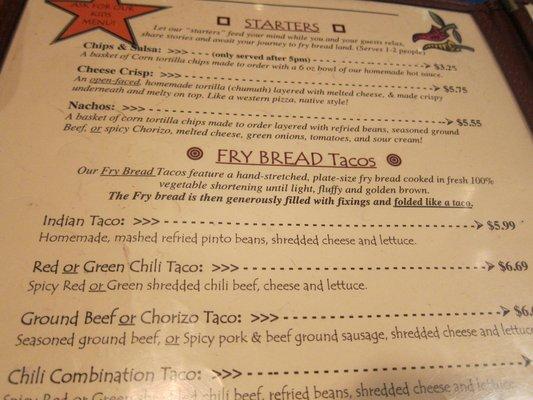 ASK FOR OUR
KIDS
MENU!
STARTERS
Let our "starters" feed your mind while you and your guests relax,
share stories and await your journey to fry bread land. (Serves 1-2 people)
Chips & Salsa: >>> ---- (only served after 5pm) ---- $3.25
A basket of Corn tortilla chips made to order with a 6 oz bowl of our homemade hot sauce.
Cheese Crisp: >>> ---- $5.75
An open-faced, homemade tortilla (chumuth) layered with melted cheese, & made crispy
underneath and melty on top. Like a western pizza, native style!
Nachos: >>> ---- $5.55
A basket of corn tortilla chips made to order layered with refried beans, seasoned ground
Beef, or spicy Chorizo, melted cheese, green onions, tomatoes, and sour cream!
FRY BREAD Tacos
Our Fry Bread Tacos feature a hand-stretched, plate-size fry bread cooked in fresh 100%
vegetable shortening until light, fluffy and golden brown.
The Fry bread is then generously filled with fixings and folded like a taco.
Indian Taco: >>> ---- $5.99
Homemade, mashed refried pinto beans, shredded cheese and lettuce.
Red or Green Chili Taco: >>> ---- $6.69
Spicy Red or Green shredded chili beef, cheese and lettuce.
Ground Beef or Chorizo Taco: >>> ---- $6.
Seasoned ground beef, or Spicy pork & beef ground sausage, shredded cheese and lettuce
Chili Combination Taco: >>> ----
Spicy Red or Green shredded chili beef, refried beans, shredded cheese and lettuce